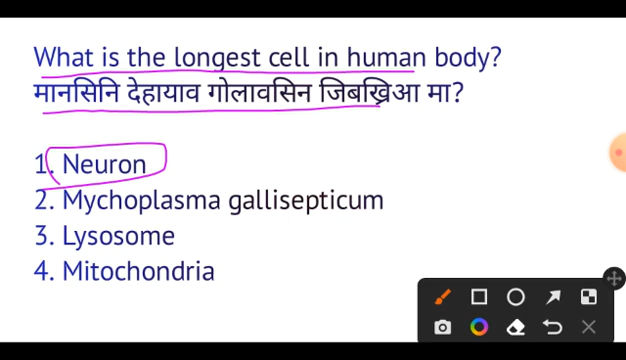 What is the longest cell in human body?
मानसिनि देहायाव गोलावसिन जिबख्रिआ मा?
1. Neuron
2. Mychoplasma gallisepticum
3. Lysosome
4. Mitochondria